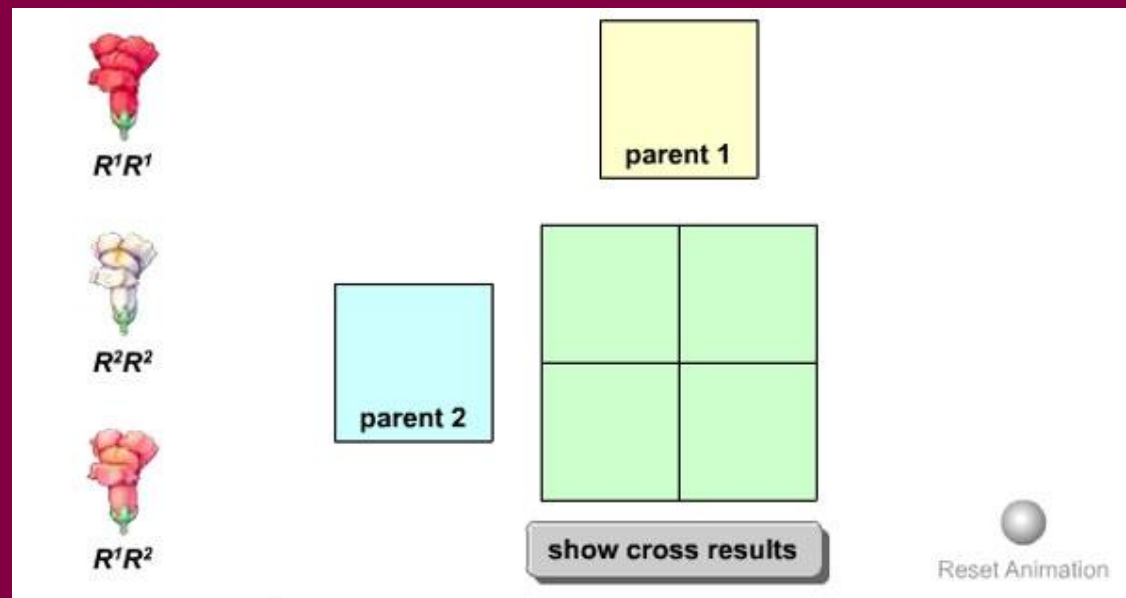 R¹R¹
parent 1
R²R²
parent 2
R¹R²
show cross results
Reset Animation